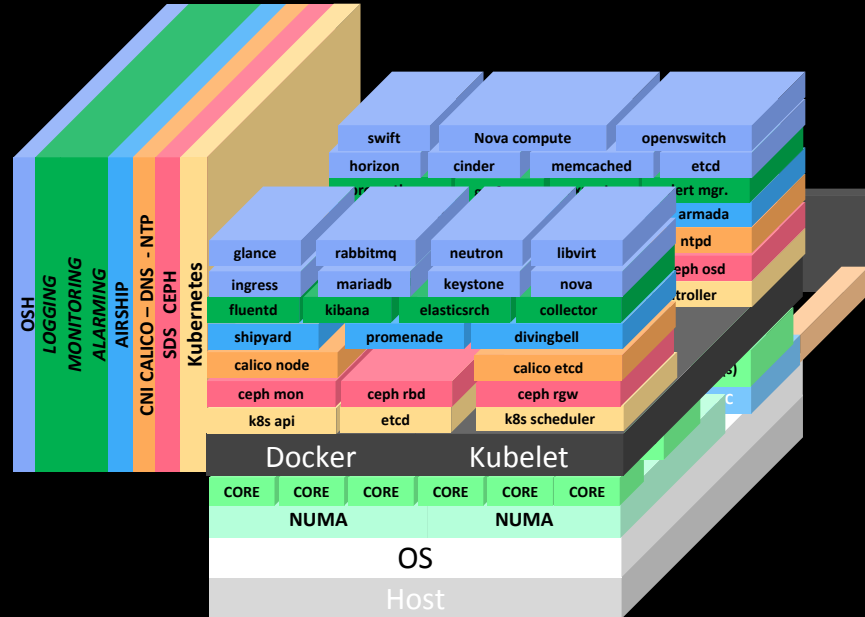 OSH
LOGGING
MONITORING
ALARMING
AIRSHIP
CNI CALICO – DNS - NTP
SDS CEPH
Kubernetes
swift Nova compute openvswitch
horizon cinder memcached etcd
mgr.
armada
ntpd
osd
glance rabbitmq neutron libvirt
ingress mariadb keystone nova
fluentd kibana elasticsrch collector
shipyard promenade divingbell
calico node calico etcd
ceph mon ceph rbd ceph rgw
k8s api etcd k8s scheduler
Docker Kubelet
CORE CORE CORE CORE CORE CORE
NUMA NUMA
OS
Host